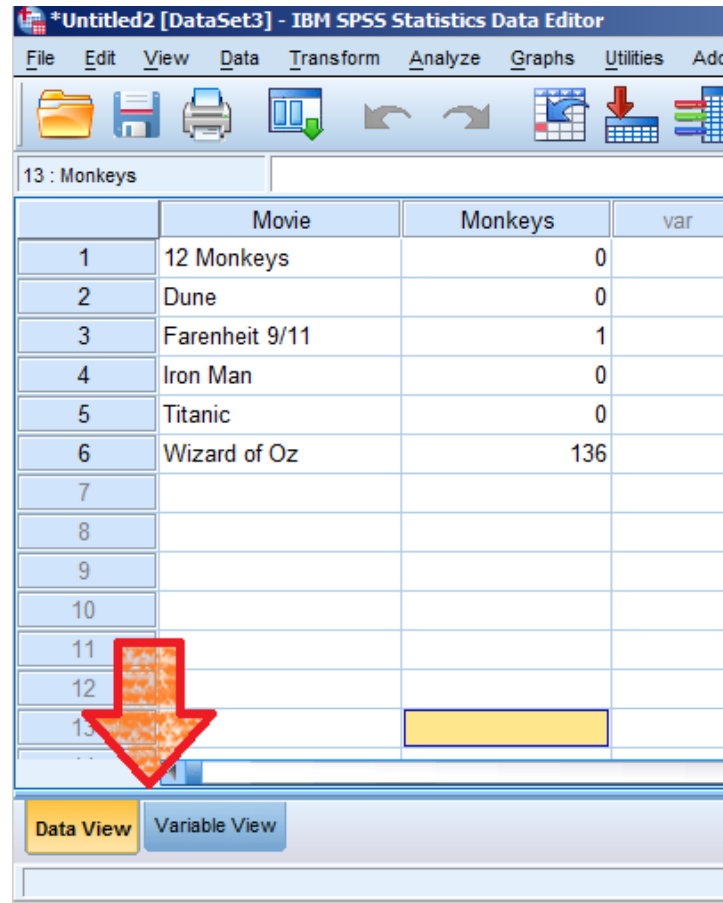 *Untitled2 [DataSet3] - IBM SPSS Statistics Data Editor
File Edit View Data Transform Analyze Graphs Utilities
13 : Monkeys
Movie Monkeys var
1 12 Monkeys 0
2 Dune 0
3 Farenheit 9/11 1
4 Iron Man 0
5 Titanic 0
6 Wizard of Oz 136
7
8
9
10
11
12
13
Data View Variable View